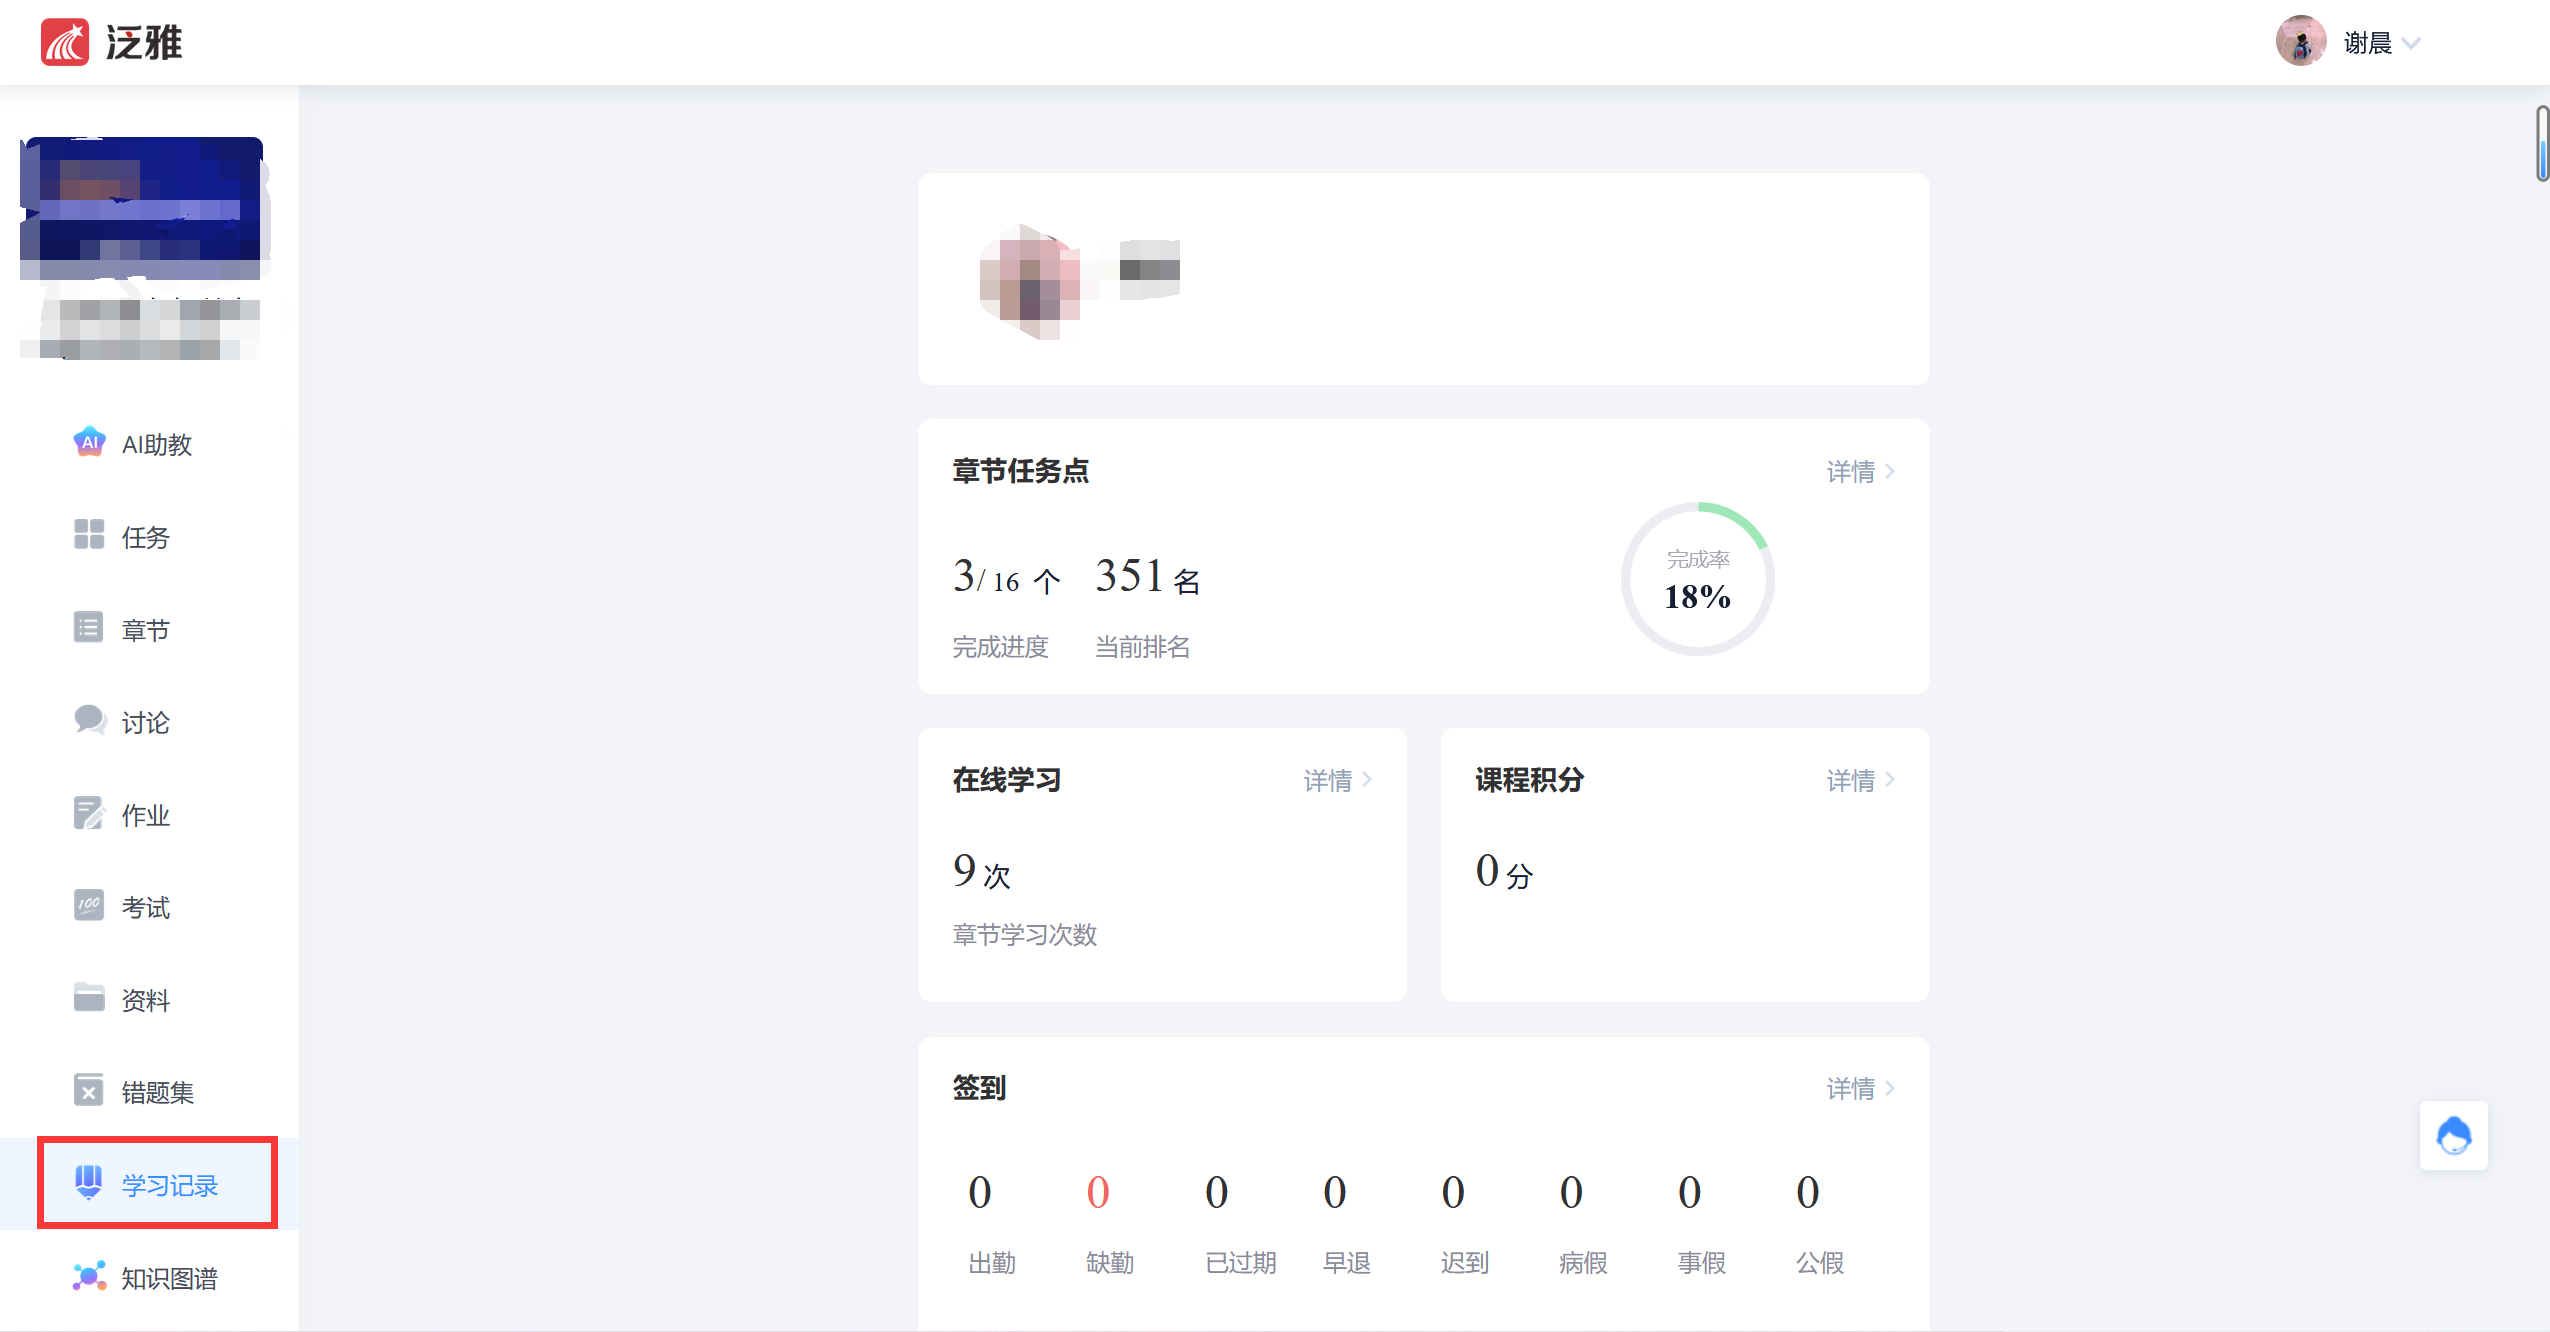 泛雅
谢晨
AI助教
任务
章节
讨论
作业
考试
资料
错题集
学习记录
知识图谱
章节任务点
详情
3/ 16 个 351 名
完成进度 当前排名
完成率
18%
在线学习
详情
9 次
章节学习次数
课程积分
详情
0 分
签到
详情
0 0 0 0 0 0 0 0
出勤 缺勤 已过期 早退 迟到 病假 事假 公假